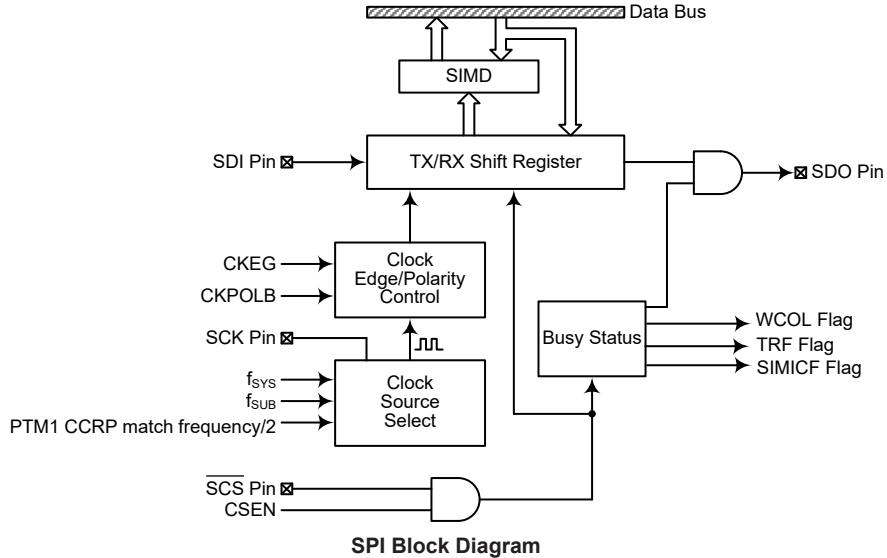 Data Bus
SIMD
SDI Pin
TX/RX Shift Register
SDO Pin
CKEG
CKPOLB
Clock
Edge/Polarity
Control
SCK Pin
Busy Status
WCOL Flag
TRF Flag
SIMICF Flag
fSYS
fSUB
PTM1 CCRP match frequency/2
Clock
Source
Select
S̅C̅S̅ Pin
CSEN
SPI Block Diagram